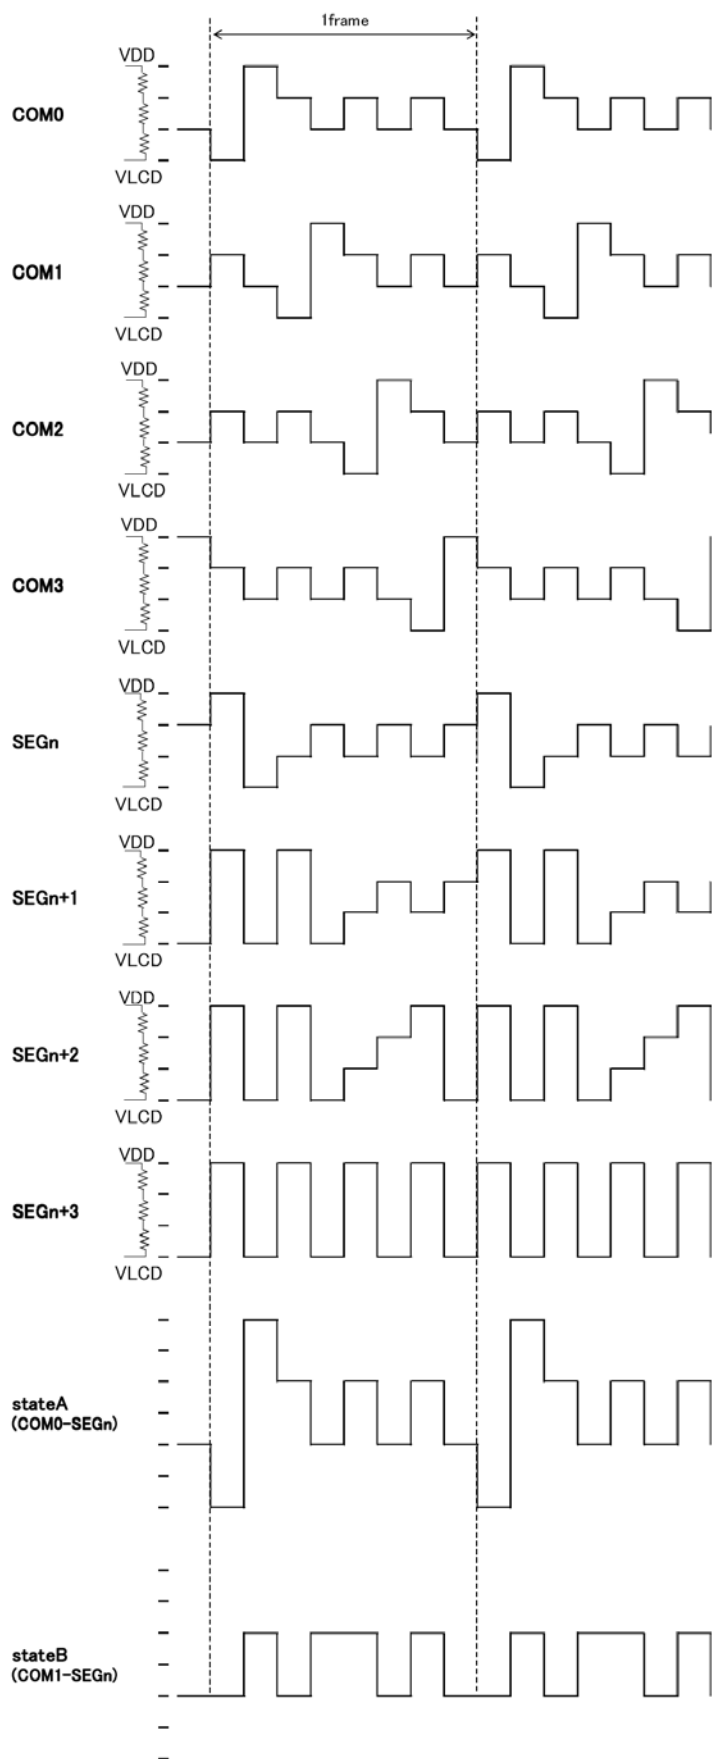 1frame
VDD
COM0
VLCD
VDD
COM1
VLCD
VDD
COM2
VLCD
VDD
COM3
VLCD
VDD
SEGn
VLCD
VDD
SEGn+1
VLCD
VDD
SEGn+2
VLCD
VDD
SEGn+3
VLCD
stateA
(COM0-SEGn)
stateB
(COM1-SEGn)